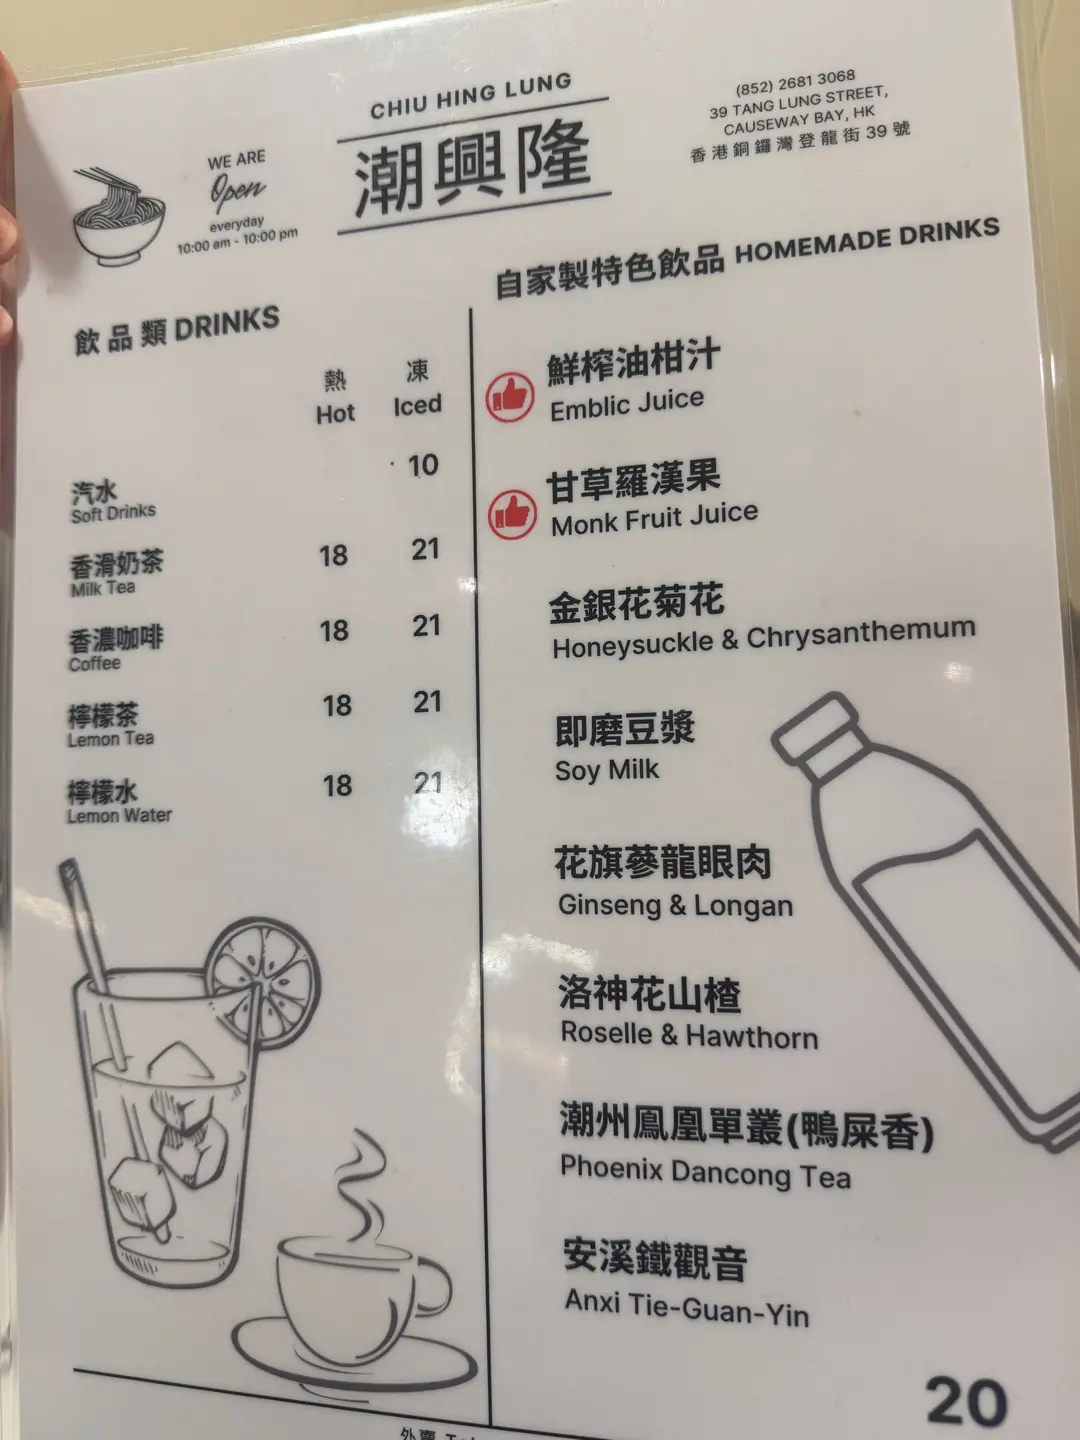 CHIU HING LUNG
潮興隆
(852) 2681 3068
39 TANG LUNG STREET,
CAUSEWAY BAY, HK
香港銅鑼灣登龍街 39 號
WE ARE
Open
everyday
10:00 am - 10:00 pm
飲品類 DRINKS
熱 凍
Hot Iced
汽水 10
Soft Drinks
香滑奶茶 18 21
Milk Tea
香濃咖啡 18 21
Coffee
檸檬茶 18 21
Lemon Tea
檸檬水 18 21
Lemon Water
自家製特色飲品 HOMEMADE DRINKS
鮮榨油柑汁
Emblic Juice
甘草羅漢果
Monk Fruit Juice
金銀花菊花
Honeysuckle & Chrysanthemum
即磨豆漿
Soy Milk
花旗蔘龍眼肉
Ginseng & Longan
洛神花山楂
Roselle & Hawthorn
潮州鳳凰單叢(鴨屎香)
Phoenix Dancong Tea
安溪鐵觀音
Anxi Tie-Guan-Yin
20